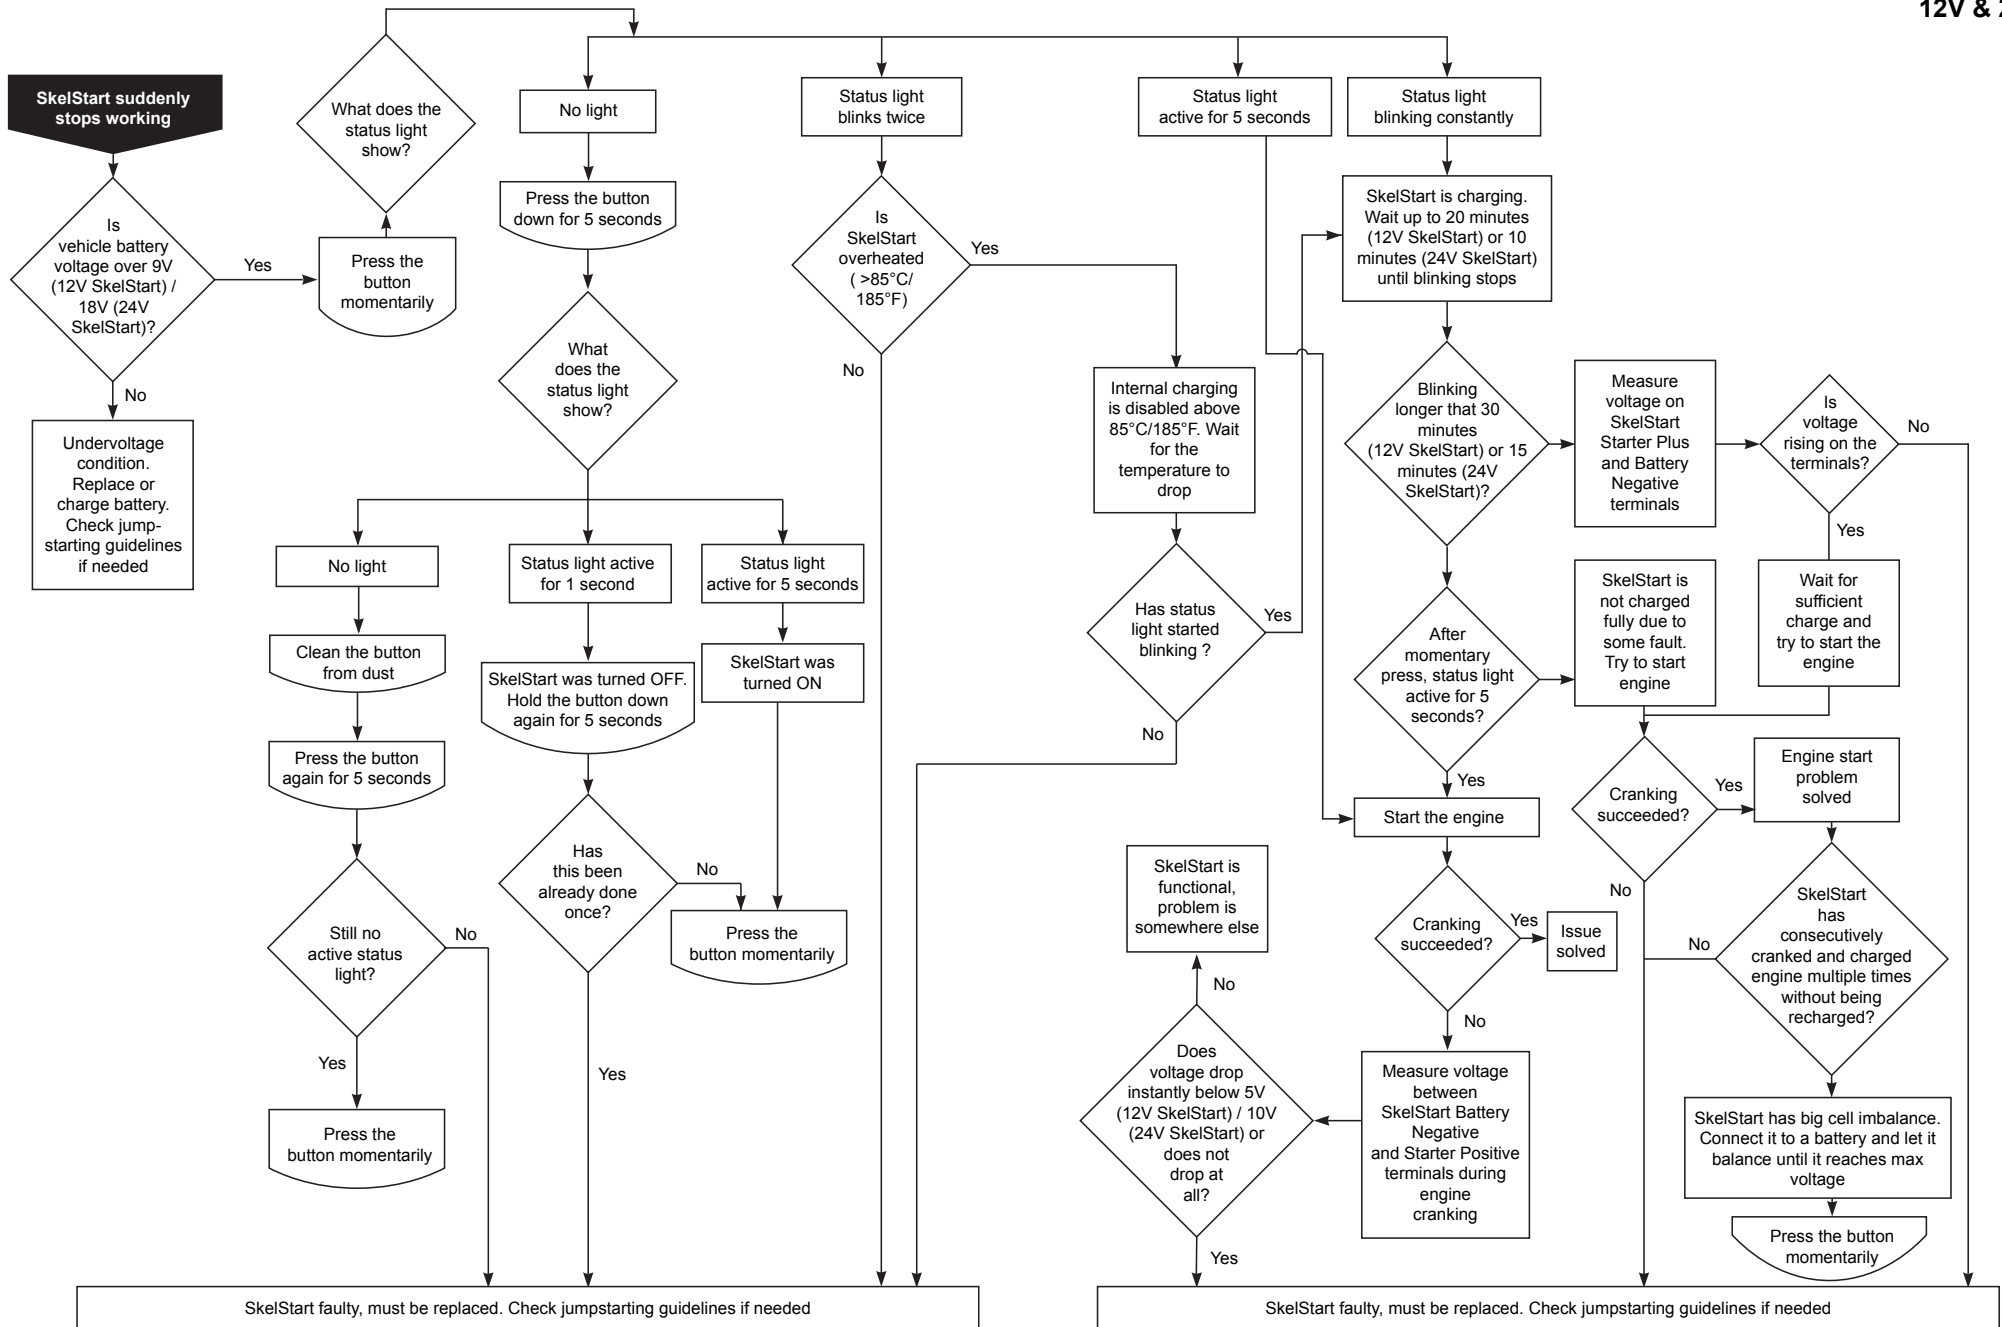 12V & 2
SkelStart suddenly
stops working
Is
vehicle battery
voltage over 9V
(12V SkelStart) /
18V (24V
SkelStart)?
Yes
No
Undervoltage
condition.
Replace or
charge battery.
Check jump-
starting guidelines
if needed
Press the
button
momentarily
What does the
status light
show?
No light
Press the button
down for 5 seconds
What
does the
status light
show?
No light
Clean the button
from dust
Press the button
again for 5 seconds
Still no
active status
light?
No
Yes
Press the
button momentarily
Status light active
for 1 second
SkelStart was turned OFF.
Hold the button down
again for 5 seconds
Has
this been
already done
once?
No
Yes
Status light
active for 5 seconds
SkelStart was
turned ON
Press the
button momentarily
Status light
blinks twice
Is
SkelStart
overheated
( >85°C/
185°F)
Yes
No
Internal charging
is disabled above
85°C/185°F. Wait
for the
temperature to
drop
Has status
light started
blinking ?
Yes
No
Status light
active for 5 seconds
Status light
blinking constantly
SkelStart is charging.
Wait up to 20 minutes
(12V SkelStart) or 10
minutes (24V SkelStart)
until blinking stops
Blinking
longer that 30
minutes
(12V SkelStart) or 15
minutes (24V
SkelStart)?
Measure
voltage on
SkelStart
Starter Plus
and Battery
Negative
terminals
Is
voltage
rising on the
terminals?
No
Yes
Wait for
sufficient
charge and
try to start the
engine
After
momentary
press, status light
active for 5
seconds?
Yes
SkelStart is
not charged
fully due to
some fault.
Try to start
engine
Cranking
succeeded?
Yes
No
Engine start
problem
solved
SkelStart
has
consecutively
cranked and charged
engine multiple times
without being
recharged?
No
SkelStart has big cell imbalance.
Connect it to a battery and let it
balance until it reaches max
voltage
Press the button
momentarily
Start the engine
Cranking
succeeded?
Yes
Issue
solved
No
Measure voltage
between
SkelStart Battery
Negative
and Starter Positive
terminals during
engine
cranking
Does
voltage drop
instantly below 5V
(12V SkelStart) / 10V
(24V SkelStart) or
does not
drop at
all?
No
SkelStart is
functional,
problem is
somewhere else
Yes
SkelStart faulty, must be replaced. Check jumpstarting guidelines if needed
SkelStart faulty, must be replaced. Check jumpstarting guidelines if needed